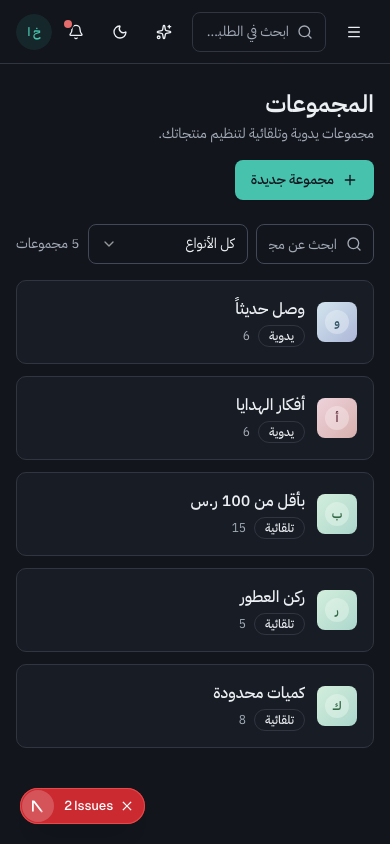 ابحث في الطلبـ...
خ ا
المجموعات
مجموعات يدوية وتلقائية لتنظيم منتجاتك.
مجموعة جديدة
ابحث عن مج
كل الأنواع
5 مجموعات
و
وصل حديثاً
يدوية
6
أ
أفكار الهدايا
يدوية
6
ب
بأقل من 100 ر.س
تلقائية
15
ر
ركن العطور
تلقائية
5
ك
كميات محدودة
تلقائية
8
2 Issues